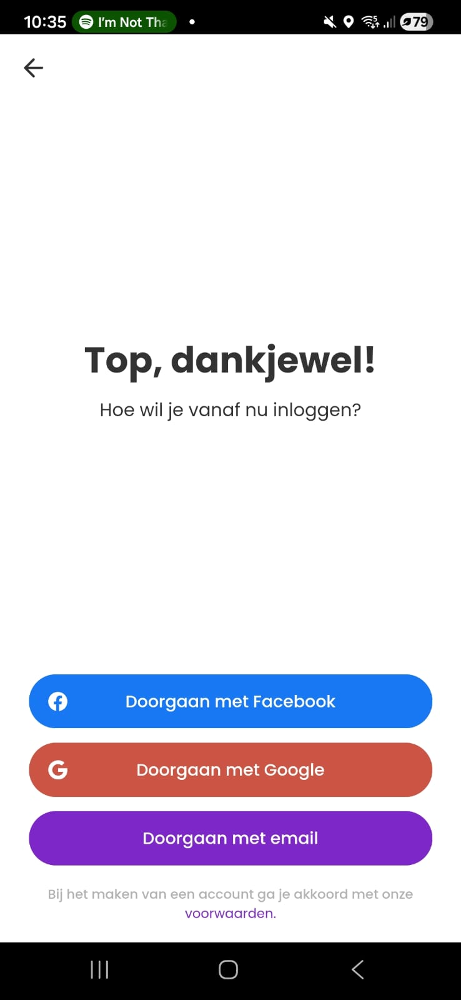 10:35 I'm Not Tha 79
Top, dankjewel!
Hoe wil je vanaf nu inloggen?
Doorgaan met Facebook
Doorgaan met Google
Doorgaan met email
Bij het maken van een account ga je akkoord met onze
voorwaarden.